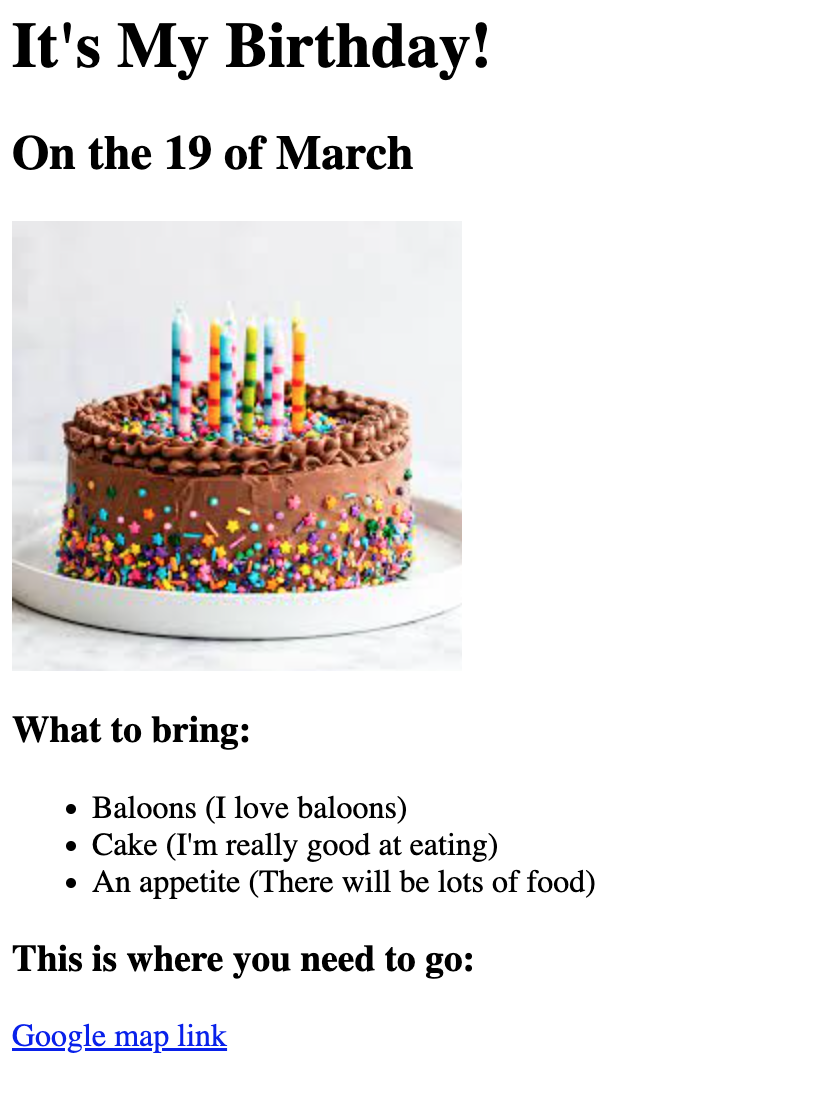 It's My Birthday!
On the 19 of March
What to bring:
Baloons (I love baloons)
Cake (I'm really good at eating)
An appetite (There will be lots of food)
This is where you need to go:
Google map link